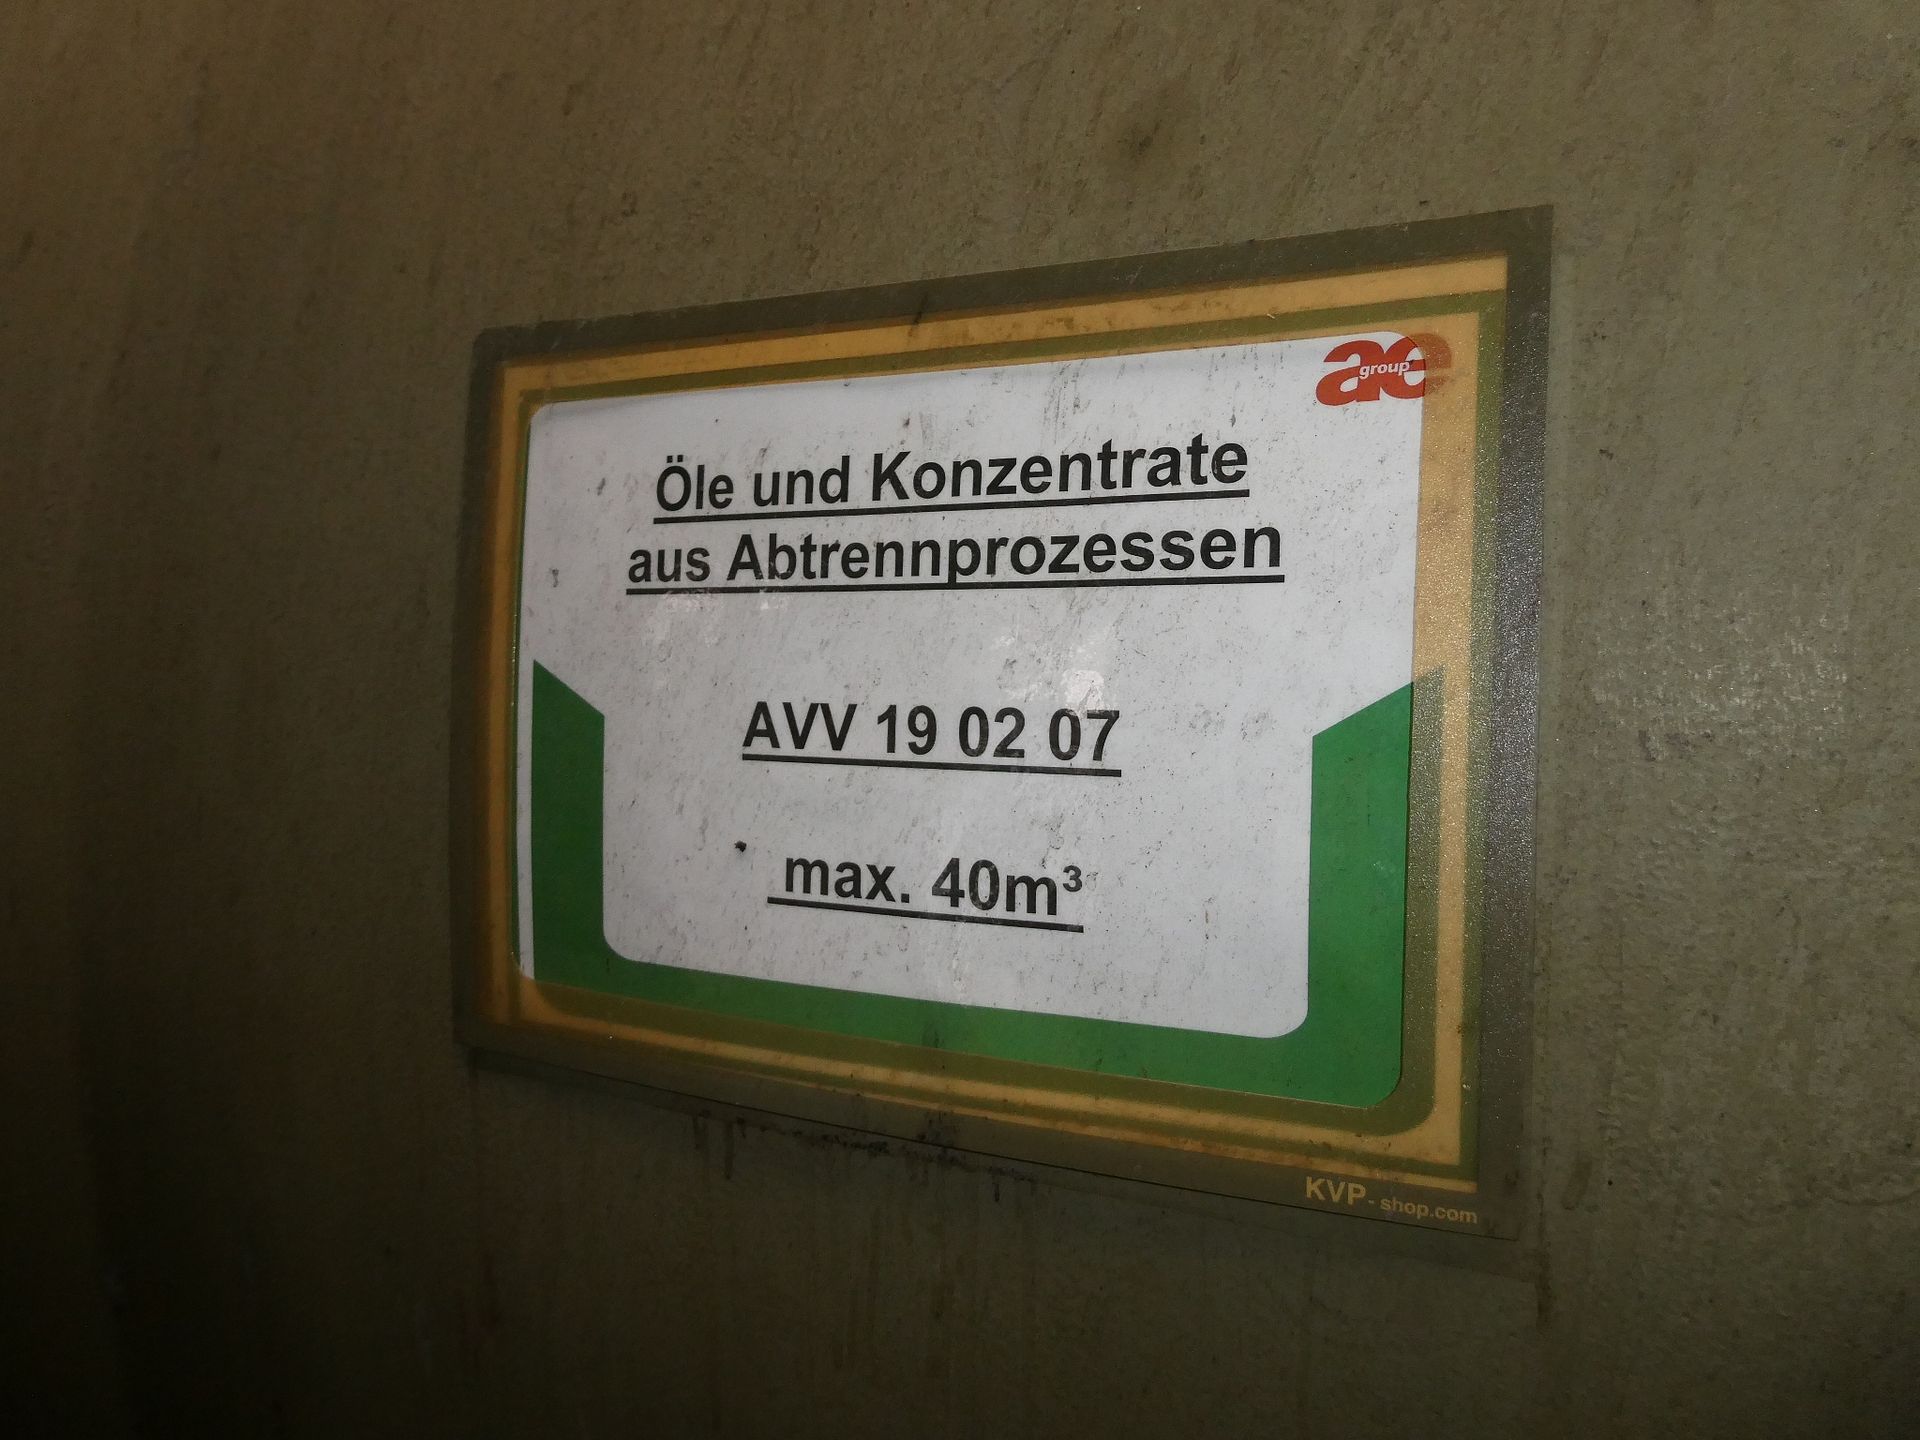 ae group
Öle und Konzentrate
aus Abtrennprozessen
AVV 19 02 07
max. 40m³
KVP - shop.com